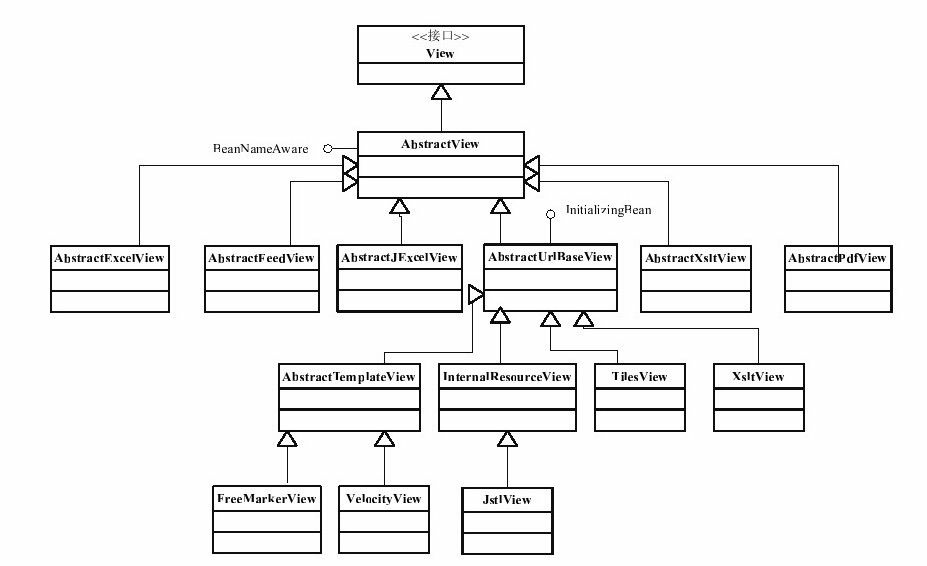 <<接口>>
View
AbstractView
BeanNameAware
InitializingBean
AbstractExcelView
AbstractFeedView
AbstractJExcelView
AbstractUrlBaseView
AbstractXsltView
AbstractPdfView
AbstractTemplateView
InternalResourceView
TilesView
XsltView
FreeMarkerView
VelocityView
JstlView